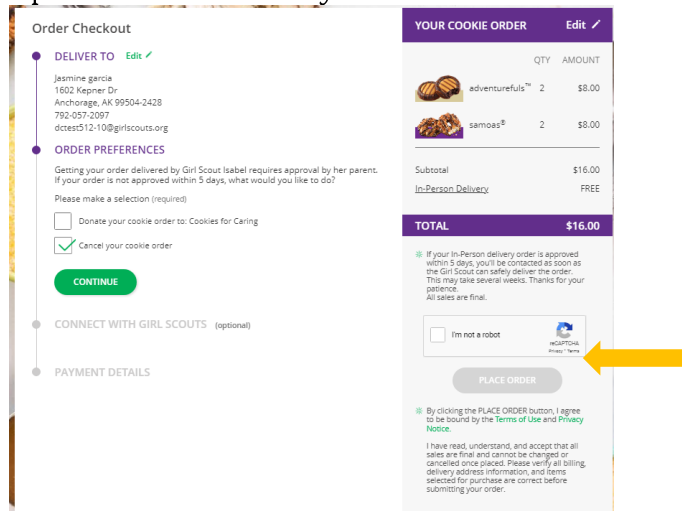 Order Checkout
DELIVER TO Edit
Jasmine garcia
1602 Kepner Dr
Anchorage, AK 99504-2428
792-057-2097
dctest512-10@girlscouts.org
ORDER PREFERENCES
Getting your order delivered by Girl Scout Isabel requires approval by her parent.
If your order is not approved within 5 days, what would you like to do?
Please make a selection (required)
Donate your cookie order to: Cookies for Caring
Cancel your cookie order
CONTINUE
CONNECT WITH GIRL SCOUTS (optional)
PAYMENT DETAILS
YOUR COOKIE ORDER Edit
QTY AMOUNT
adventurefuls™ 2 $8.00
samoas® 2 $8.00
Subtotal $16.00
In-Person Delivery FREE
TOTAL $16.00
If your In-Person delivery order is approved
within 5 days, you'll be contacted as soon as
the Girl Scout can safely deliver the order.
This may take several weeks. Thanks for your
patience.
All sales are final.
I'm not a robot
reCAPTCHA
Privacy - Terms
PLACE ORDER
By clicking the PLACE ORDER button, I agree
to be bound by the Terms of Use and Privacy
Notice.
I have read, understand, and accept that all
sales are final and cannot be changed or
cancelled once placed. Please verify all billing,
delivery address information, and items
selected for purchase are correct before
submitting your order.